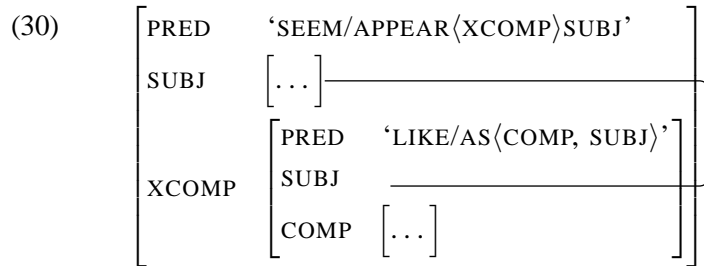 (30)
PRED ‘SEEM/APPEAR⟨XCOMP⟩SUBJ’
SUBJ [...]
PRED ‘LIKE/AS⟨COMP, SUBJ⟩’
SUBJ
XCOMP
COMP [...]